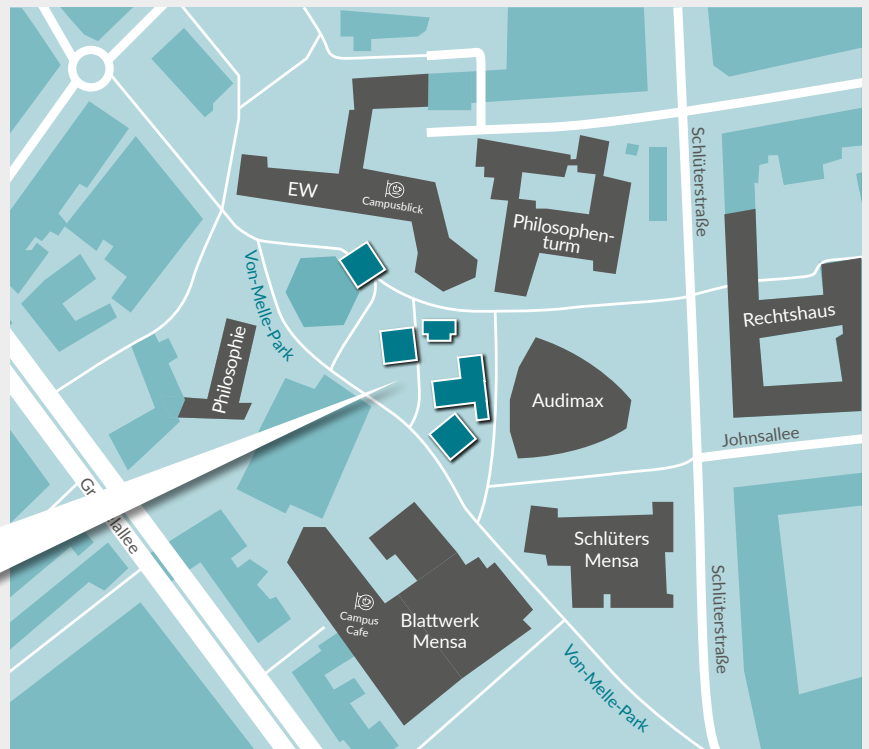 Schlüterstraße
EW
Campusblick
Philosophen-
turm
Von-Melle-Park
Rechtshaus
Philosophie
Audimax
Johnsallee
Schlüters
Mensa
Schlüterstraße
Campus
Cafe
Blattwerk
Mensa
Von-Melle-Park